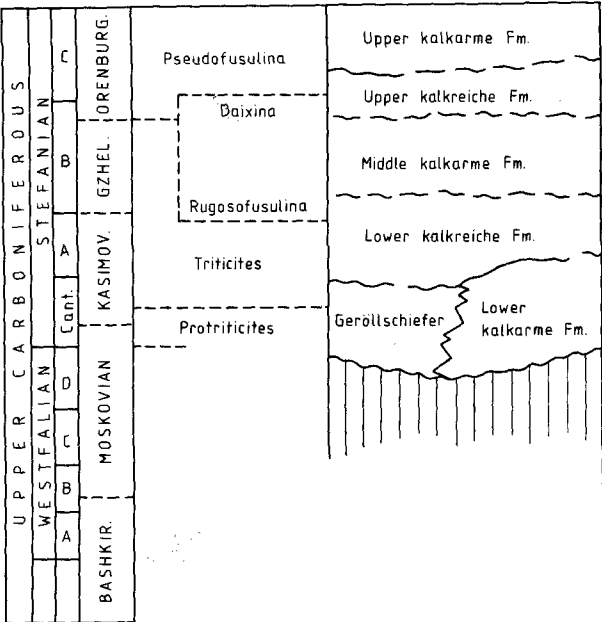 UPPER CARBONIFEROUS
STEFANIAN
WESTFALIAN
C
B
A
Cant.
D
C
B
A
ORENBURG.
GZHEL.
KASIMOV.
MOSKOVIAN
BASHKIR.
Pseudofusulina
Daixina
Rugosofusulina
Triticites
Protriticites
Upper kalkarme Fm.
Upper kalkreiche Fm.
Middle kalkarme Fm.
Lower kalkreiche Fm.
Geröllschiefer
Lower
kalkarme Fm.